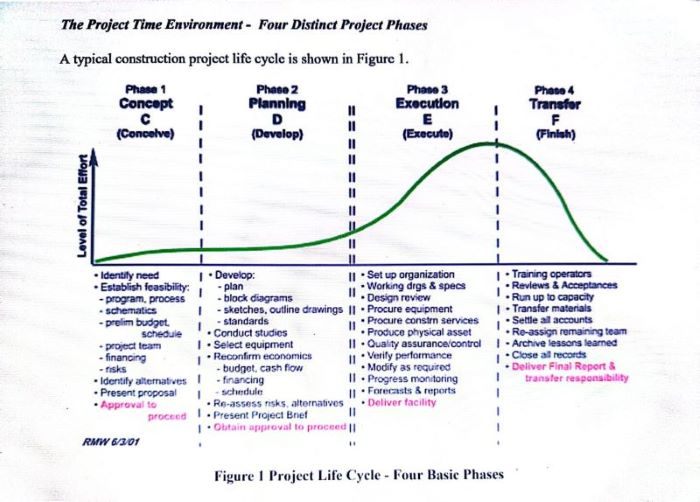 The Project Time Environment - Four Distinct Project Phases
A typical construction project life cycle is shown in Figure 1.
Phase 1
Concept
C
(Conceive)
Phase 2
Planning
D
(Develop)
Phase 3
Execution
E
(Execute)
Phase 4
Transfer
F
(Finish)
Level of Total Effort
• Identify need
• Establish feasibility:
- program, process
- schematics
- prelim budget,
schedule
- project team
- financing
- risks
• Identify alternatives
• Present proposal
• Approval to
proceed
• Develop:
- plan
- block diagrams
- sketches, outline drawings
- standards
• Conduct studies
• Select equipment
• Reconfirm economics
- budget, cash flow
- financing
- schedule
• Re-assess risks, alternatives
• Present Project Brief
• Obtain approval to proceed
• Set up organization
• Working drgs & specs
• Design review
• Procure equipment
• Procure constrn services
• Produce physical asset
• Quality assurance/control
• Verify performance
• Modify as required
• Progress monitoring
• Forecasts & reports
• Deliver facility
• Training operators
• Reviews & Acceptances
• Run up to capacity
• Transfer materials
• Settle all accounts
• Re-assign remaining team
• Archive lessons learned
• Close all records
• Deliver Final Report &
transfer responsibility
RMW 6/3/01
Figure 1 Project Life Cycle - Four Basic Phases